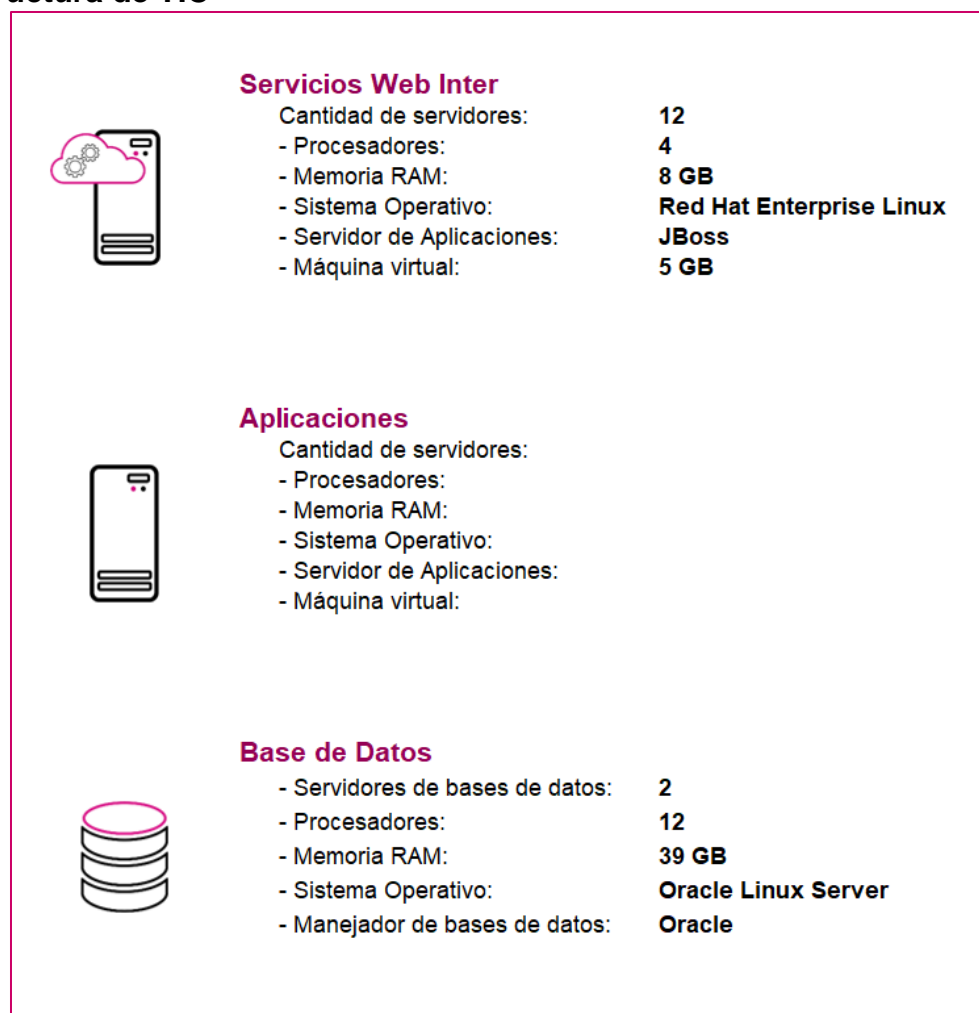 Servicios Web Inter
Cantidad de servidores: 12
- Procesadores: 4
- Memoria RAM: 8 GB
- Sistema Operativo: Red Hat Enterprise Linux
- Servidor de Aplicaciones: JBoss
- Máquina virtual: 5 GB
Aplicaciones
Cantidad de servidores:
- Procesadores:
- Memoria RAM:
- Sistema Operativo:
- Servidor de Aplicaciones:
- Máquina virtual:
Base de Datos
- Servidores de bases de datos: 2
- Procesadores: 12
- Memoria RAM: 39 GB
- Sistema Operativo: Oracle Linux Server
- Manejador de bases de datos: Oracle